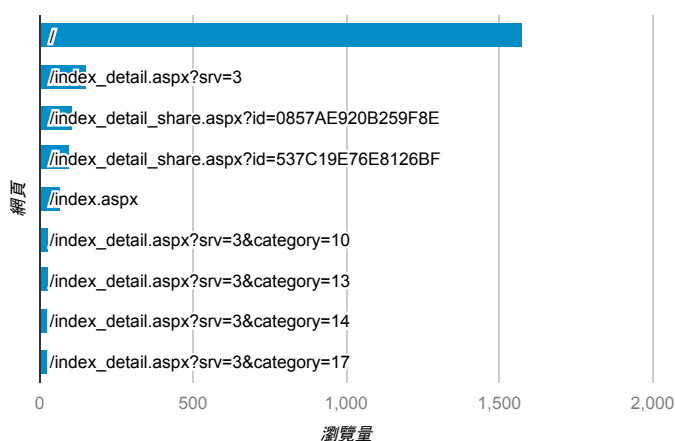 /
/index_detail.aspx?srv=3
/index_detail_share.aspx?id=0857AE920B259F8E
/index_detail_share.aspx?id=537C19E76E8126BF
/index.aspx
/index_detail.aspx?srv=3&category=10
/index_detail.aspx?srv=3&category=13
/index_detail.aspx?srv=3&category=14
/index_detail.aspx?srv=3&category=17
網頁
0 500 1,000 1,500 2,000
瀏覽量